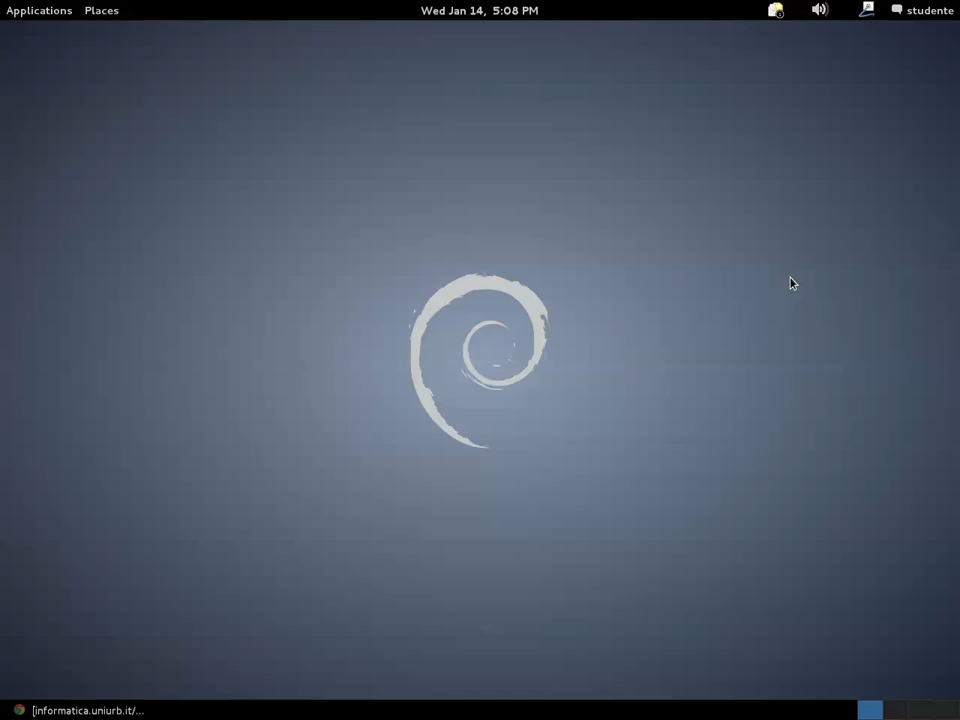 Applications Places Wed Jan 14, 5:08 PM studente
[informatica.uniurb.it/...